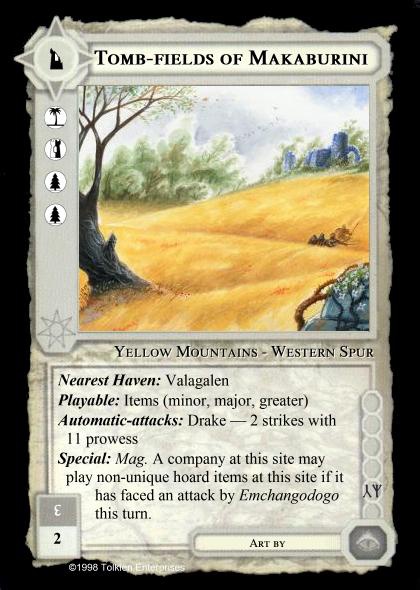 Tomb-fields of Makaburini
Yellow Mountains - Western Spur
Nearest Haven: Valagalen
Playable: Items (minor, major, greater)
Automatic-attacks: Drake — 2 strikes with
11 prowess
Special: Mag. A company at this site may
play non-unique hoard items at this site if it
has faced an attack by Emchangodogo
this turn.
2
Art by
©1998 Tolkien Enterprises